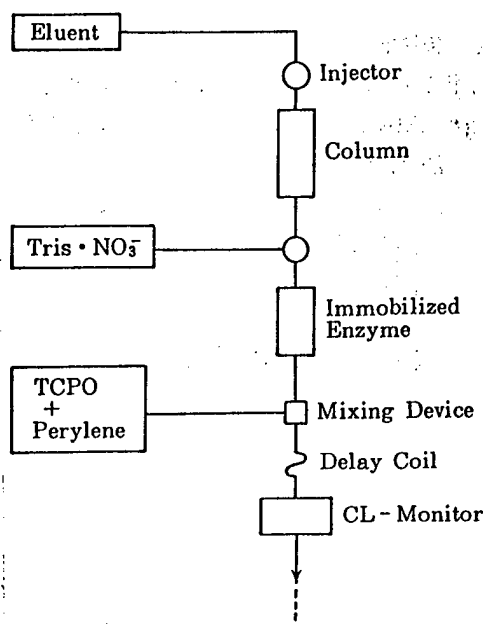 Eluent
Injector
Column
Tris • NO₃⁻
Immobilized
Enzyme
TCPO
+
Perylene
Mixing Device
Delay Coil
CL - Monitor